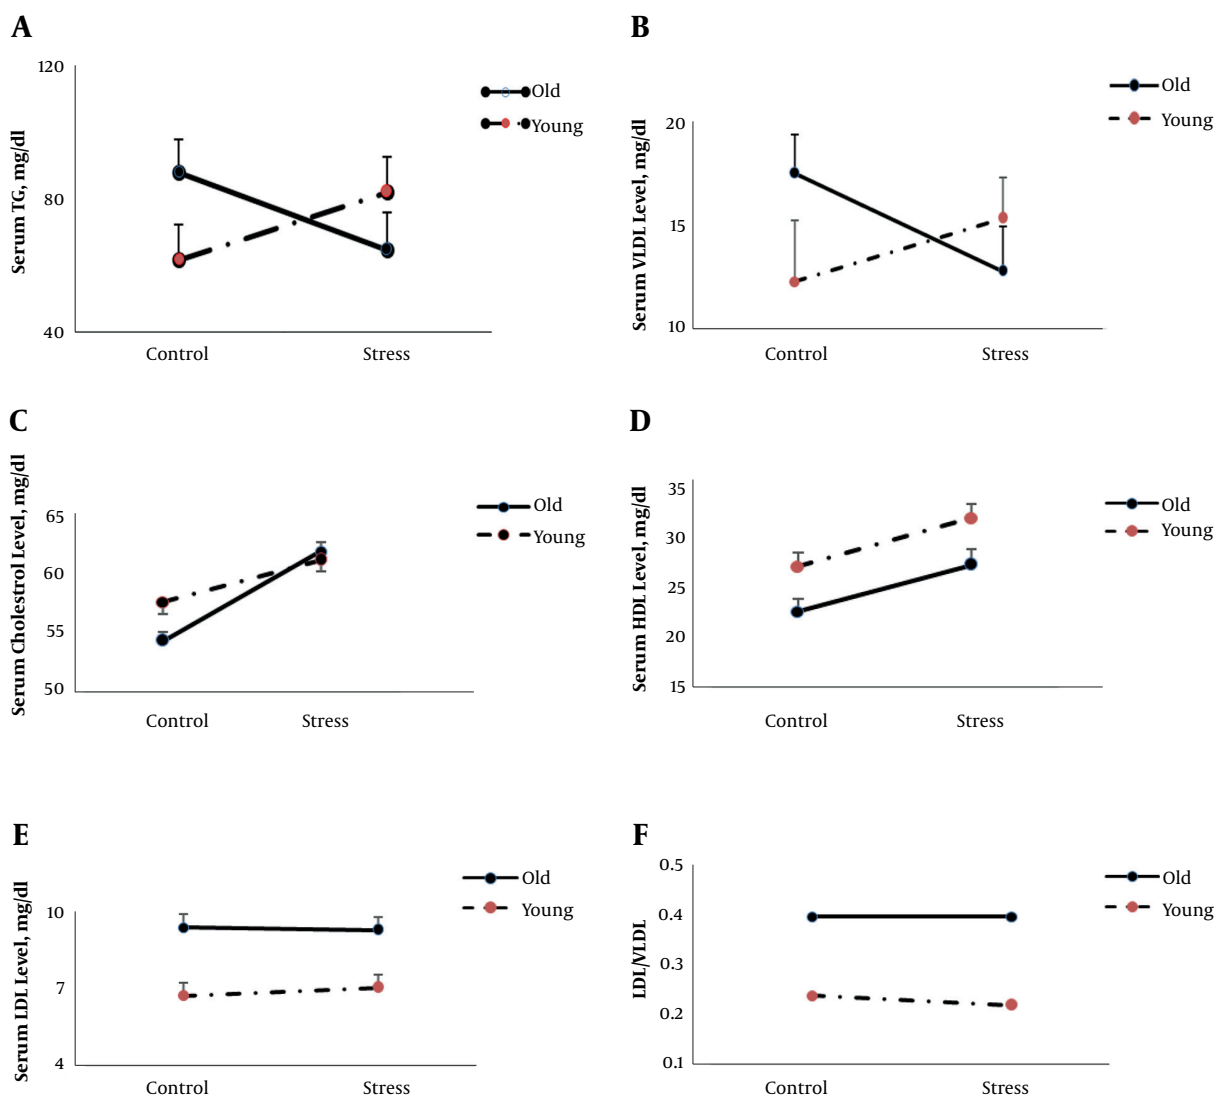 A
Serum TG, mg/dl
120
80
40
Control
Stress
Old
Young
B
Serum VLDL Level, mg/dl
20
15
10
Control
Stress
Old
Young
C
Serum Cholestrol Level, mg/dl
65
60
55
50
Control
Stress
Old
Young
D
Serum HDL Level, mg/dl
35
30
25
20
15
Control
Stress
Old
Young
E
Serum LDL Level, mg/dl
10
7
4
Control
Stress
Old
Young
F
LDL/VLDL
0.5
0.4
0.3
0.2
0.1
Control
Stress
Old
Young